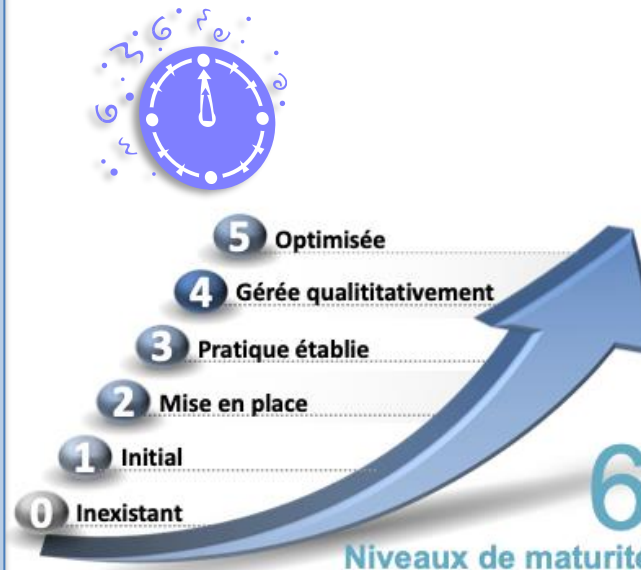 5 Optimisée
4 Gérée qualititativement
3 Pratique établie
2 Mise en place
1 Initial
0 Inexistant
6
Niveaux de maturité